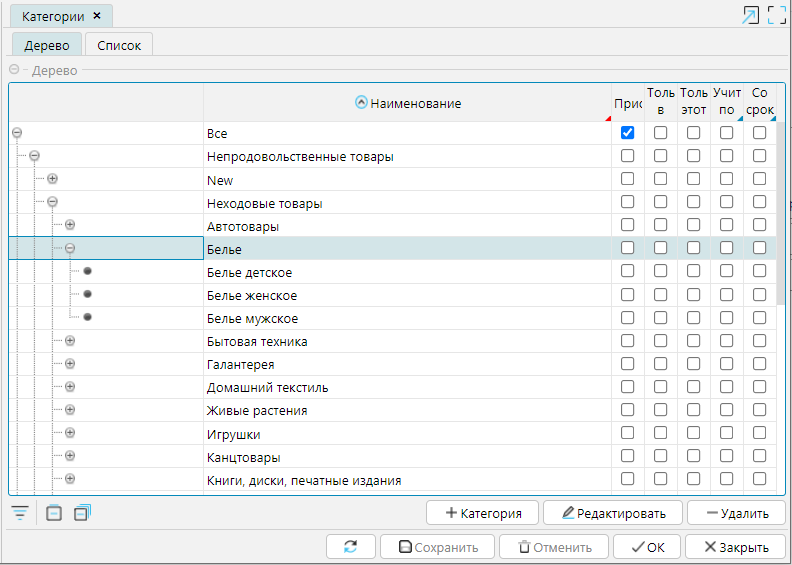 Категории ×
Дерево Список
Дерево
Наименование Прис Толь в Толь этот Учит по Со срок
Все
Непродовольственные товары
New
Неходовые товары
Автотовары
Белье
Белье детское
Белье женское
Белье мужское
Бытовая техника
Галантерея
Домашний текстиль
Живые растения
Игрушки
Канцтовары
Книги, диски, печатные издания
Категория Редактировать Удалить
Сохранить Отменить OK Закрыть